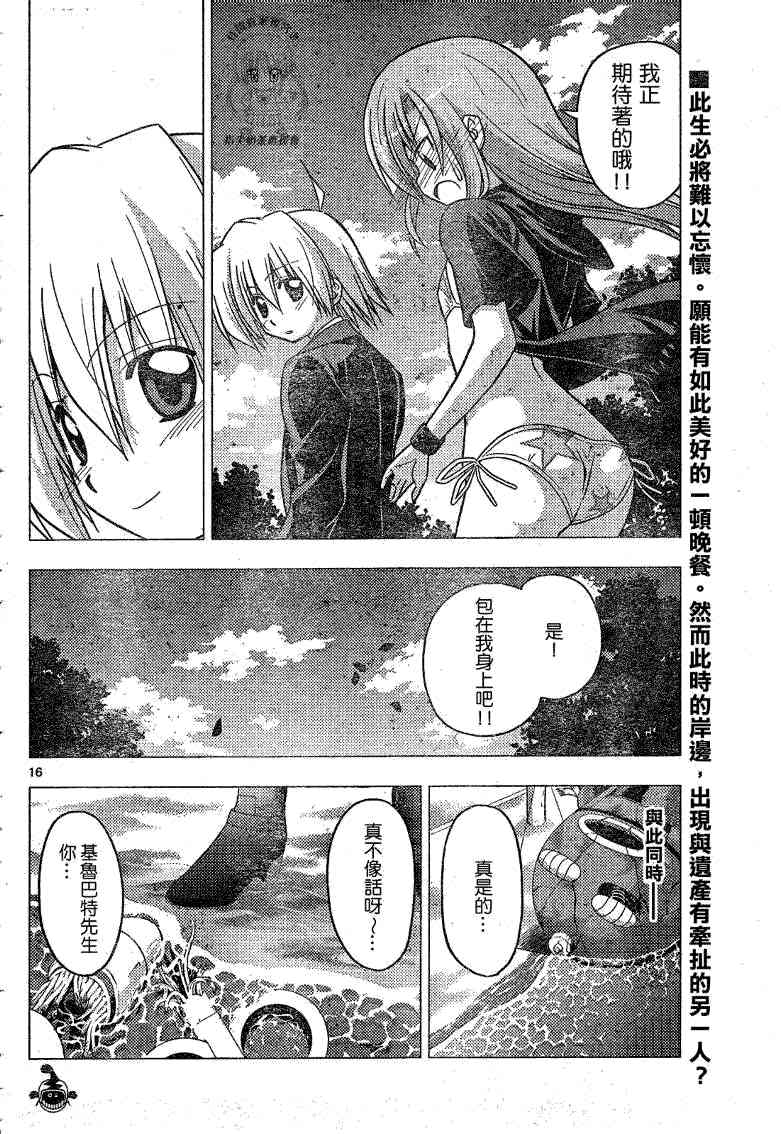 ■此生必將難以忘懷。願能有如此美好的一頓晚餐。然而此時的岸邊，出現與遺產有牽扯的另一人？
我正
期待著的哦!!
是！
包在我身上吧!!
16
與此同時——
真是的…
真不像話呀～…
基魯巴特先生
你…